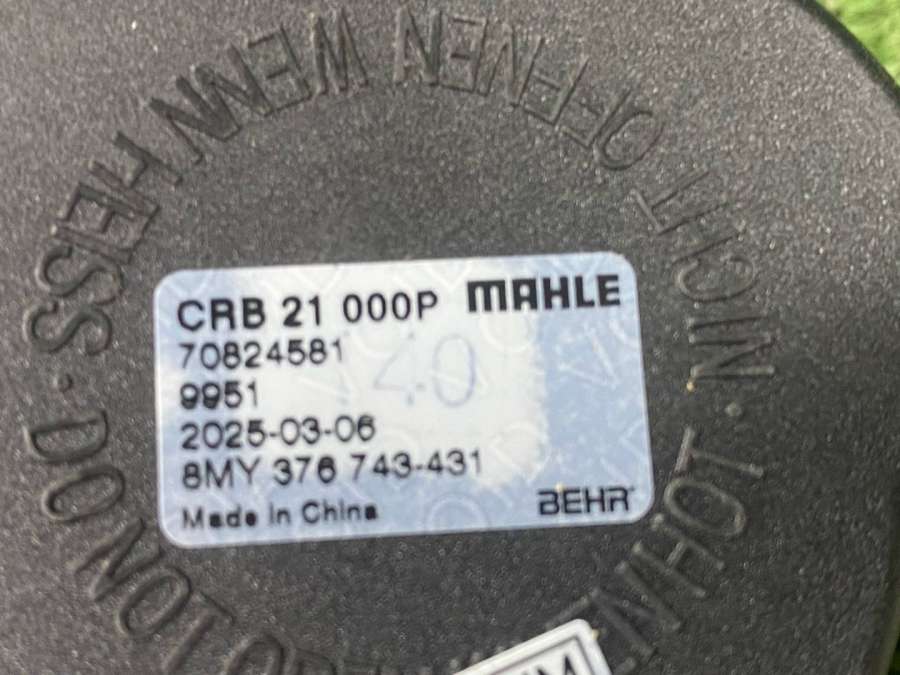 NICHT OFFNEN WENN HEISS · DO NOT OPEN WHEN HOT ·
CRB 21 000P MAHLE
70824581
40
9951
2025-03-06
8MY 376 743-431
Made in China BEHR